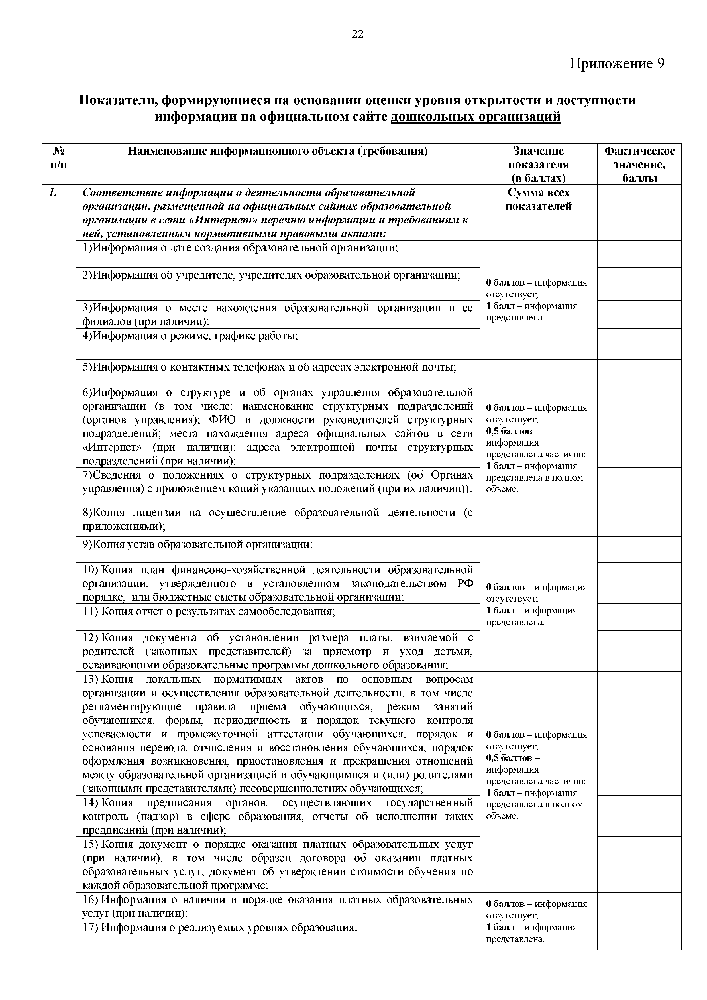 22
Приложение 9
Показатели, формирующиеся на основании оценки уровня открытости и доступности
информации на официальном сайте дошкольных организаций
№
п/п
Наименование информационного объекта (требования)
Значение
показателя
(в баллах)
Фактическое
значение,
баллы
1.
Соответствие информации о деятельности образовательной
организации, размещенной на официальных сайтах образовательной
организации в сети «Интернет» перечню информации и требованиям к
ней, установленным нормативными правовыми актами:
Сумма всех
показателей
1)Информация о дате создания образовательной организации;
2)Информация об учредителе, учредителях образовательной организации;
3)Информация о месте нахождения образовательной организации и ее
филиалов (при наличии);
4)Информация о режиме, графике работы;
0 баллов – информация
отсутствует;
1 балл – информация
представлена.
5)Информация о контактных телефонах и об адресах электронной почты;
6)Информация о структуре и об органах управления образовательной
организации (в том числе: наименование структурных подразделений
(органов управления); ФИО и должности руководителей структурных
подразделений; места нахождения адреса официальных сайтов в сети
«Интернет» (при наличии); адреса электронной почты структурных
подразделений (при наличии);
7)Сведения о положениях о структурных подразделениях (об Органах
управления) с приложением копий указанных положений (при их наличии));
8)Копия лицензии на осуществление образовательной деятельности (с
приложениями);
0 баллов – информация
отсутствует;
0,5 баллов –
информация
представлена частично;
1 балл – информация
представлена в полном
объеме.
9)Копия устав образовательной организации;
10) Копия план финансово-хозяйственной деятельности образовательной
организации, утвержденного в установленном законодательством РФ
порядке, или бюджетные сметы образовательной организации;
11) Копия отчет о результатах самообследования;
12) Копия документа об установлении размера платы, взимаемой с
родителей (законных представителей) за присмотр и уход детьми,
осваивающими образовательные программы дошкольного образования;
0 баллов – информация
отсутствует;
1 балл – информация
представлена.
13) Копия локальных нормативных актов по основным вопросам
организации и осуществления образовательной деятельности, в том числе
регламентирующие правила приема обучающихся, режим занятий
обучающихся, формы, периодичность и порядок текущего контроля
успеваемости и промежуточной аттестации обучающихся, порядок и
основания перевода, отчисления и восстановления обучающихся, порядок
оформления возникновения, приостановления и прекращения отношений
между образовательной организацией и обучающимися и (или) родителями
(законными представителями) несовершеннолетних обучающихся;
14) Копия предписания органов, осуществляющих государственный
контроль (надзор) в сфере образования, отчеты об исполнении таких
предписаний (при наличии);
15) Копия документ о порядке оказания платных образовательных услуг
(при наличии), в том числе образец договора об оказании платных
образовательных услуг, документ об утверждении стоимости обучения по
каждой образовательной программе;
0 баллов – информация
отсутствует;
0,5 баллов –
информация
представлена частично;
1 балл – информация
представлена в полном
объеме.
16) Информация о наличии и порядке оказания платных образовательных
услуг (при наличии);
17) Информация о реализуемых уровнях образования;
0 баллов – информация
отсутствует;
1 балл – информация
представлена.